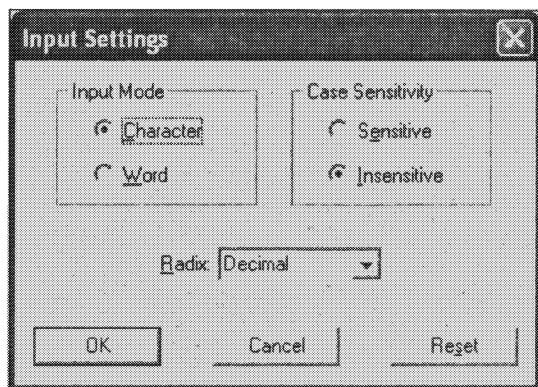 Input Settings
Input Mode
Case Sensitivity
Character
Sensitive
Word
Insensitive
Radix: Decimal
OK
Cancel
Reset